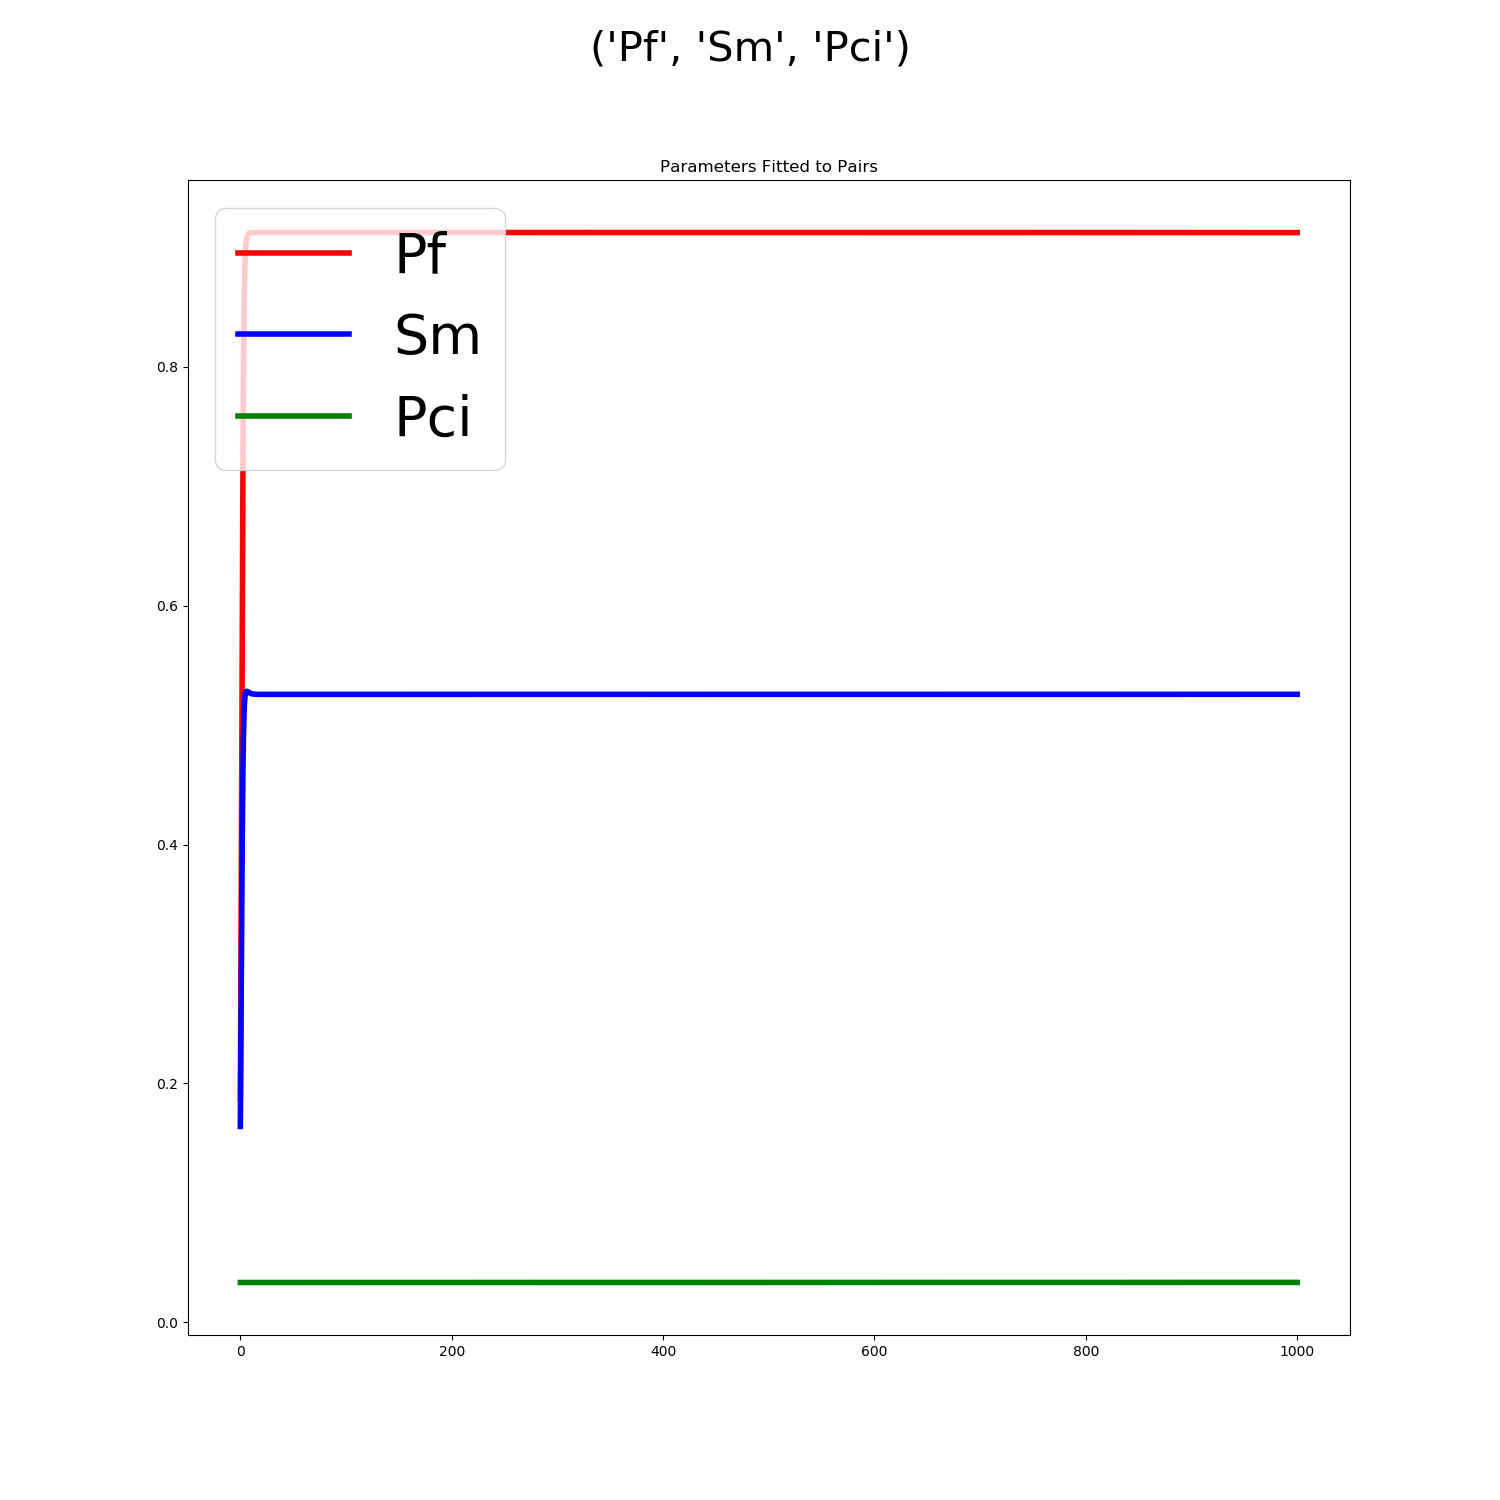 ('Pf', 'Sm', 'Pci')
Parameters Fitted to Pairs
Pf
Sm
Pci
0.8
0.6
0.4
0.2
0.0
0 200 400 600 800 1000